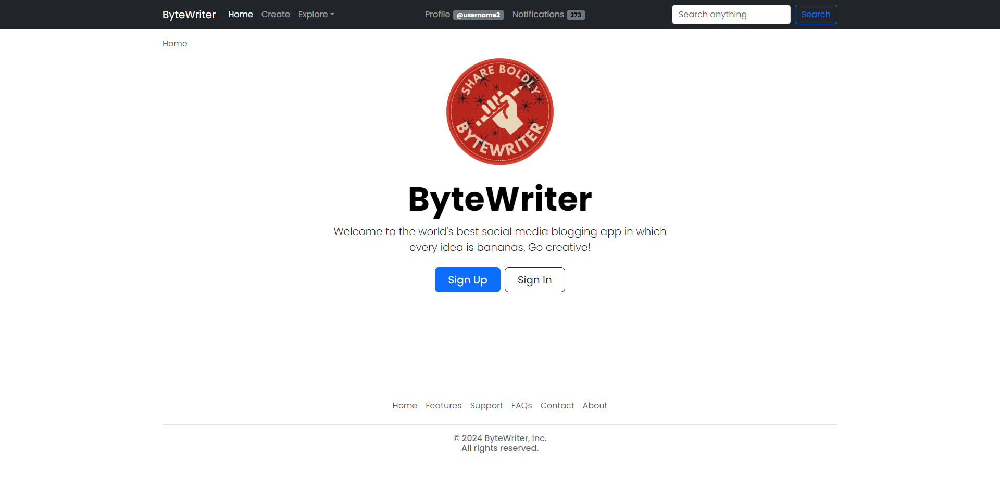 ByteWriter Home Create Explore Profile @username2 Notifications 273 Search anything Search
Home
SHARE BOLDLY
BYTEWRITER
ByteWriter
Welcome to the world's best social media blogging app in which
every idea is bananas. Go creative!
Sign Up Sign In
Home Features Support FAQs Contact About
© 2024 ByteWriter, Inc.
All rights reserved.